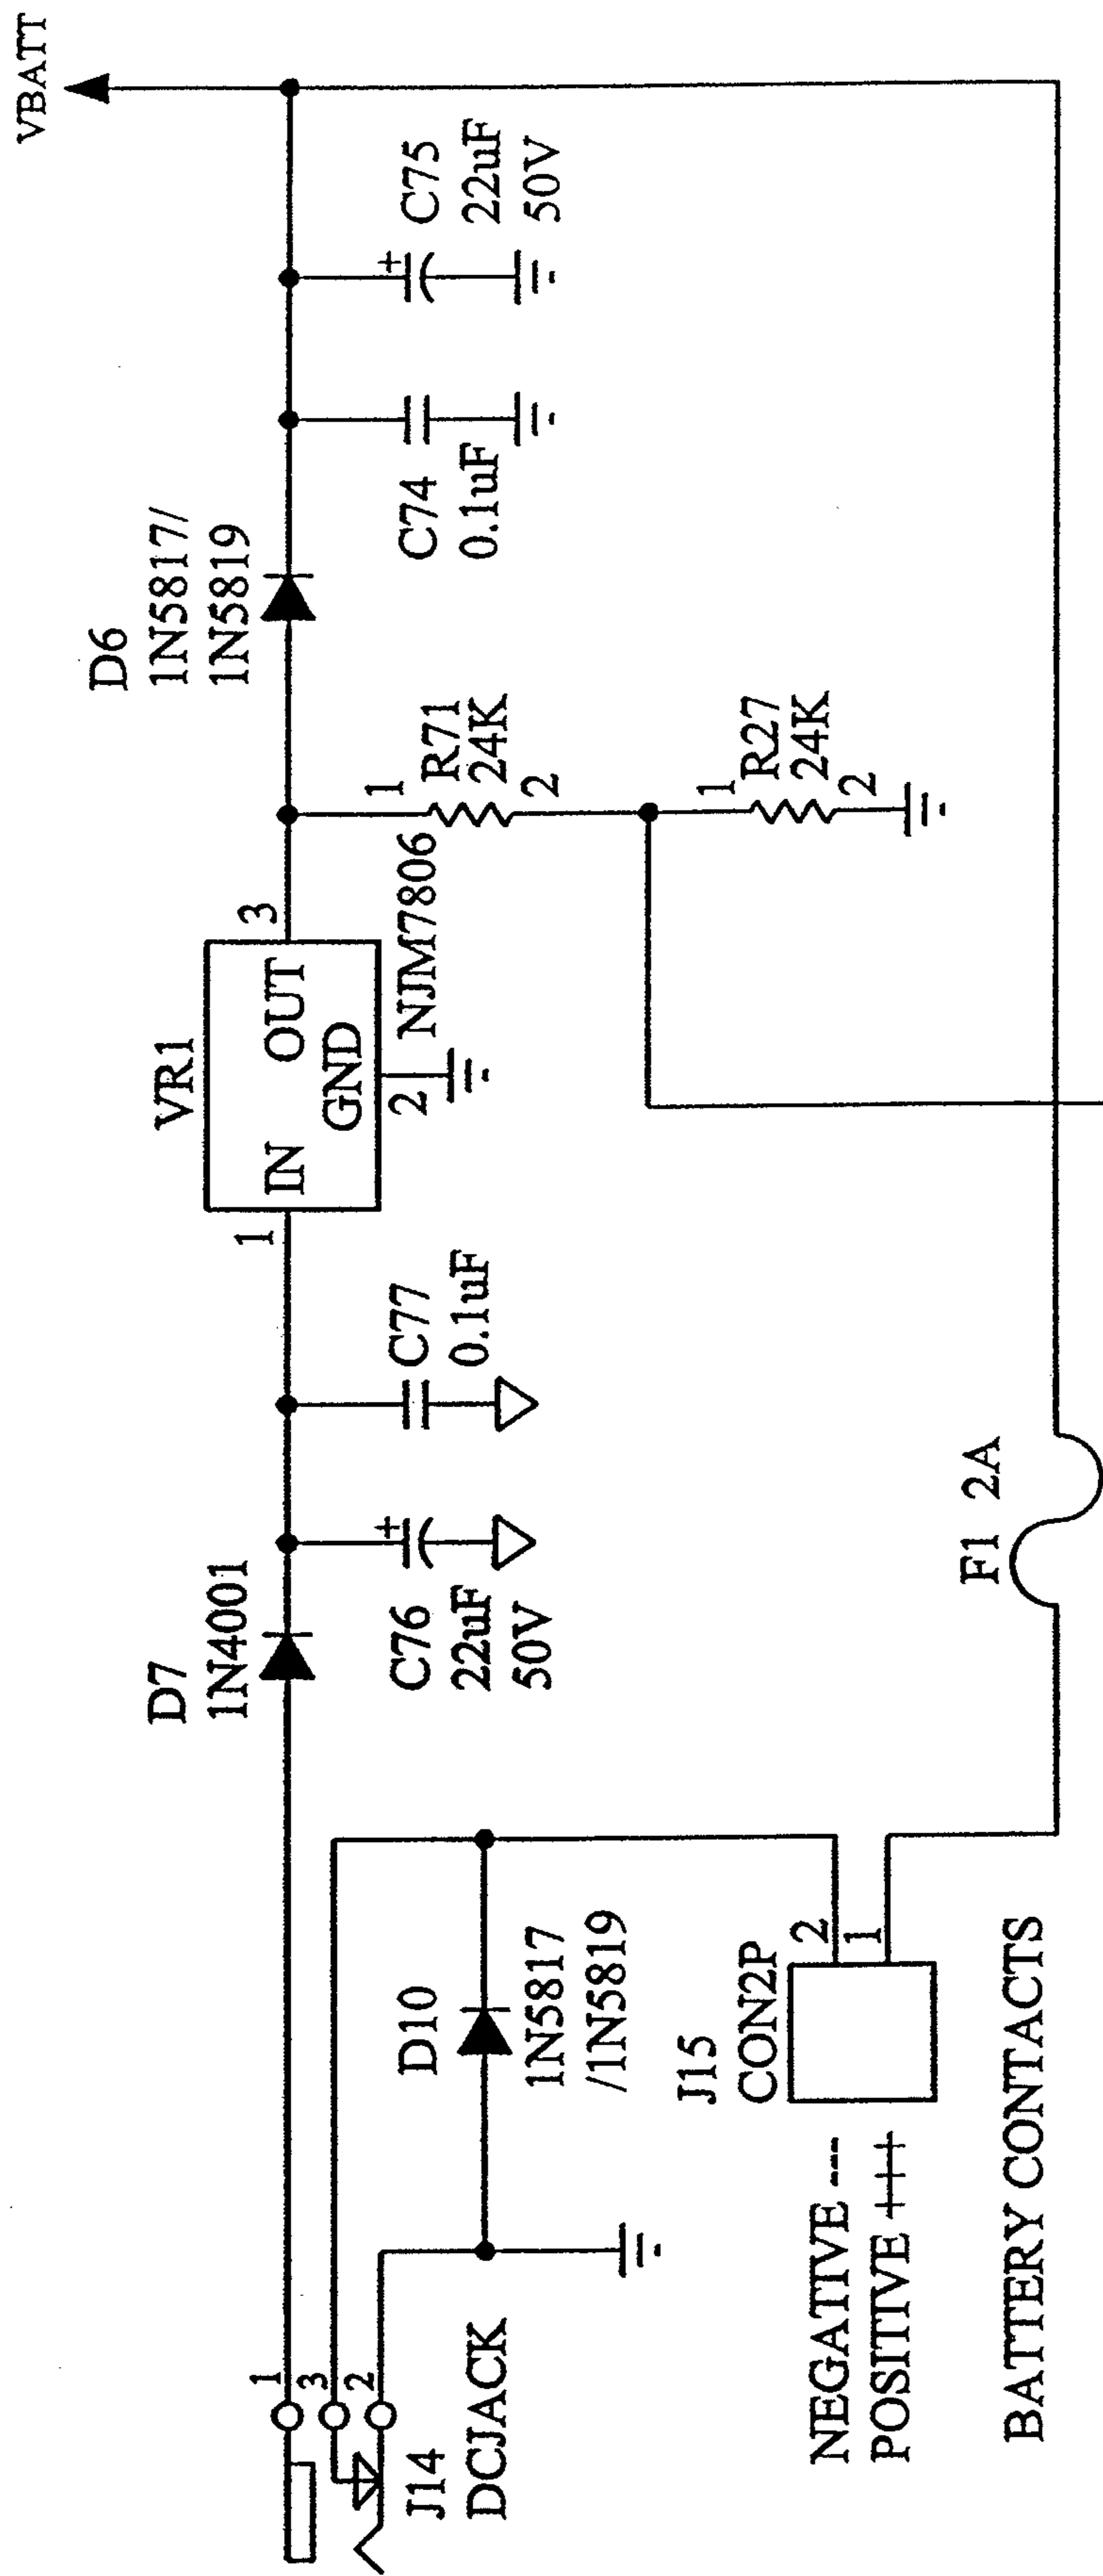 VBATT
D6
1N5817/
1N5819
C75
22uF
50V
C74
0.1uF
VR1
IN
OUT
GND
1
3
2
NJM7806
1
R71
24K
2
1
R27
24K
2
D7
1N4001
C76
22uF
50V
+
C77
0.1uF
+
1
3
2
J14
DCJACK
D10
1N5817
/1N5819
J15
CON2P
2
1
NEGATIVE ---
POSITIVE +++
BATTERY CONTACTS
F1 2A